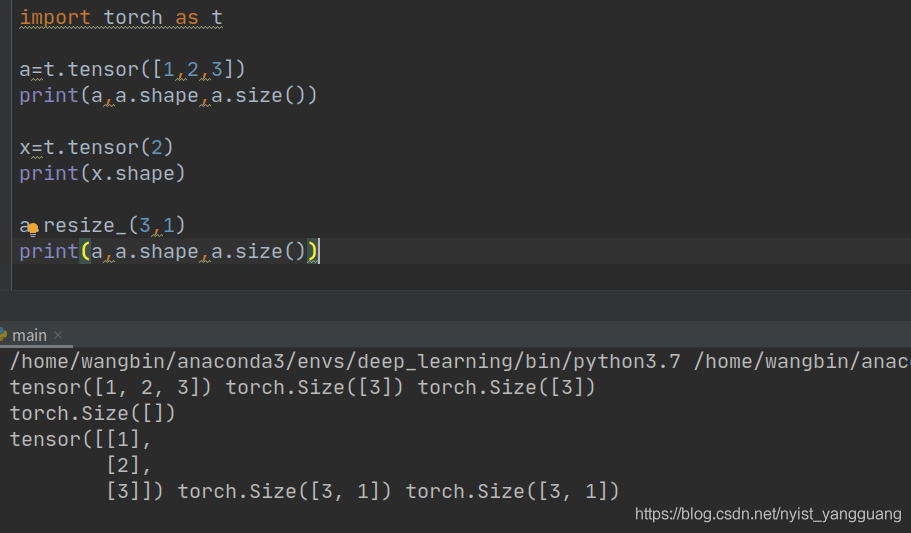 import torch as t
a=t.tensor([1,2,3])
print(a,a.shape,a.size())
x=t.tensor(2)
print(x.shape)
a.resize_(3,1)
print(a,a.shape,a.size())
main ×
/home/wangbin/anaconda3/envs/deep_learning/bin/python3.7 /home/wangbin/anac
tensor([1, 2, 3]) torch.Size([3]) torch.Size([3])
torch.Size([])
tensor([[1],
[2],
[3]]) torch.Size([3, 1]) torch.Size([3, 1])
https://blog.csdn.net/nyist_yangguang